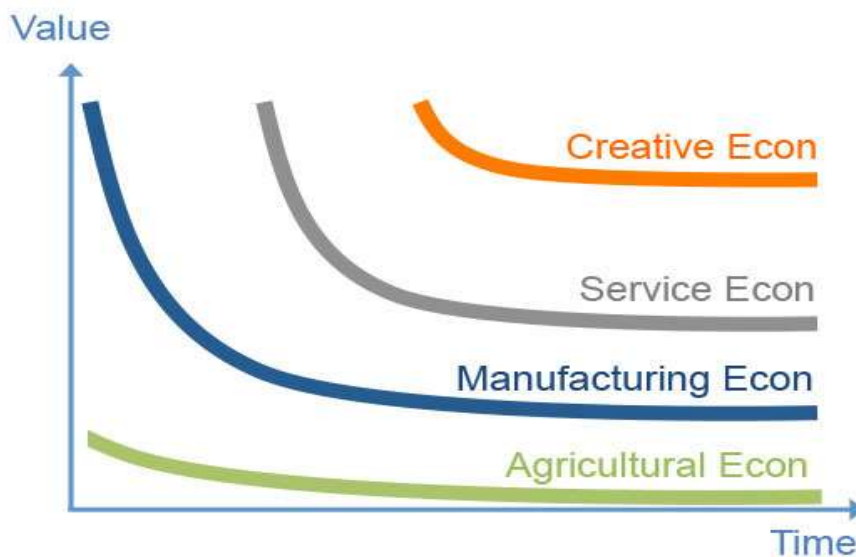 Value
Creative Econ
Service Econ
Manufacturing Econ
Agricultural Econ
Time